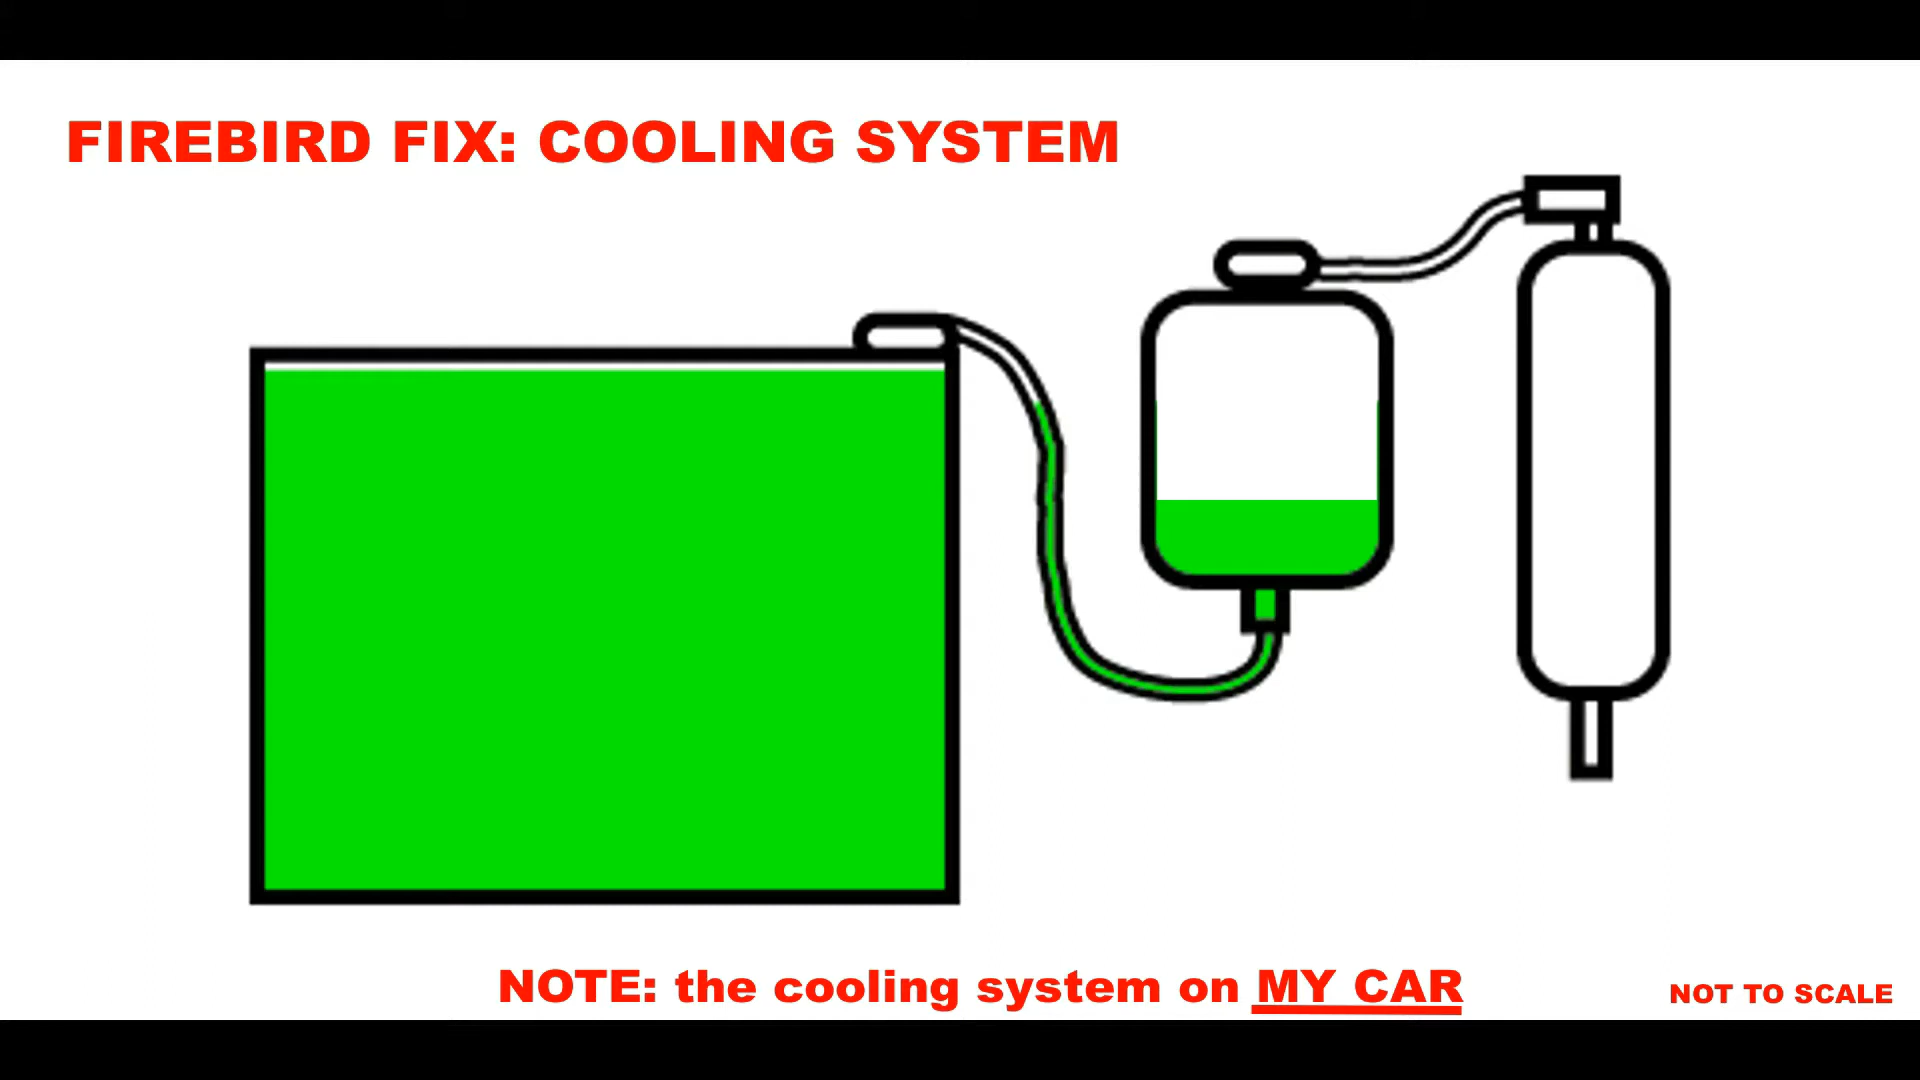 FIREBIRD FIX: COOLING SYSTEM
NOTE: the cooling system on MY CAR
NOT TO SCALE